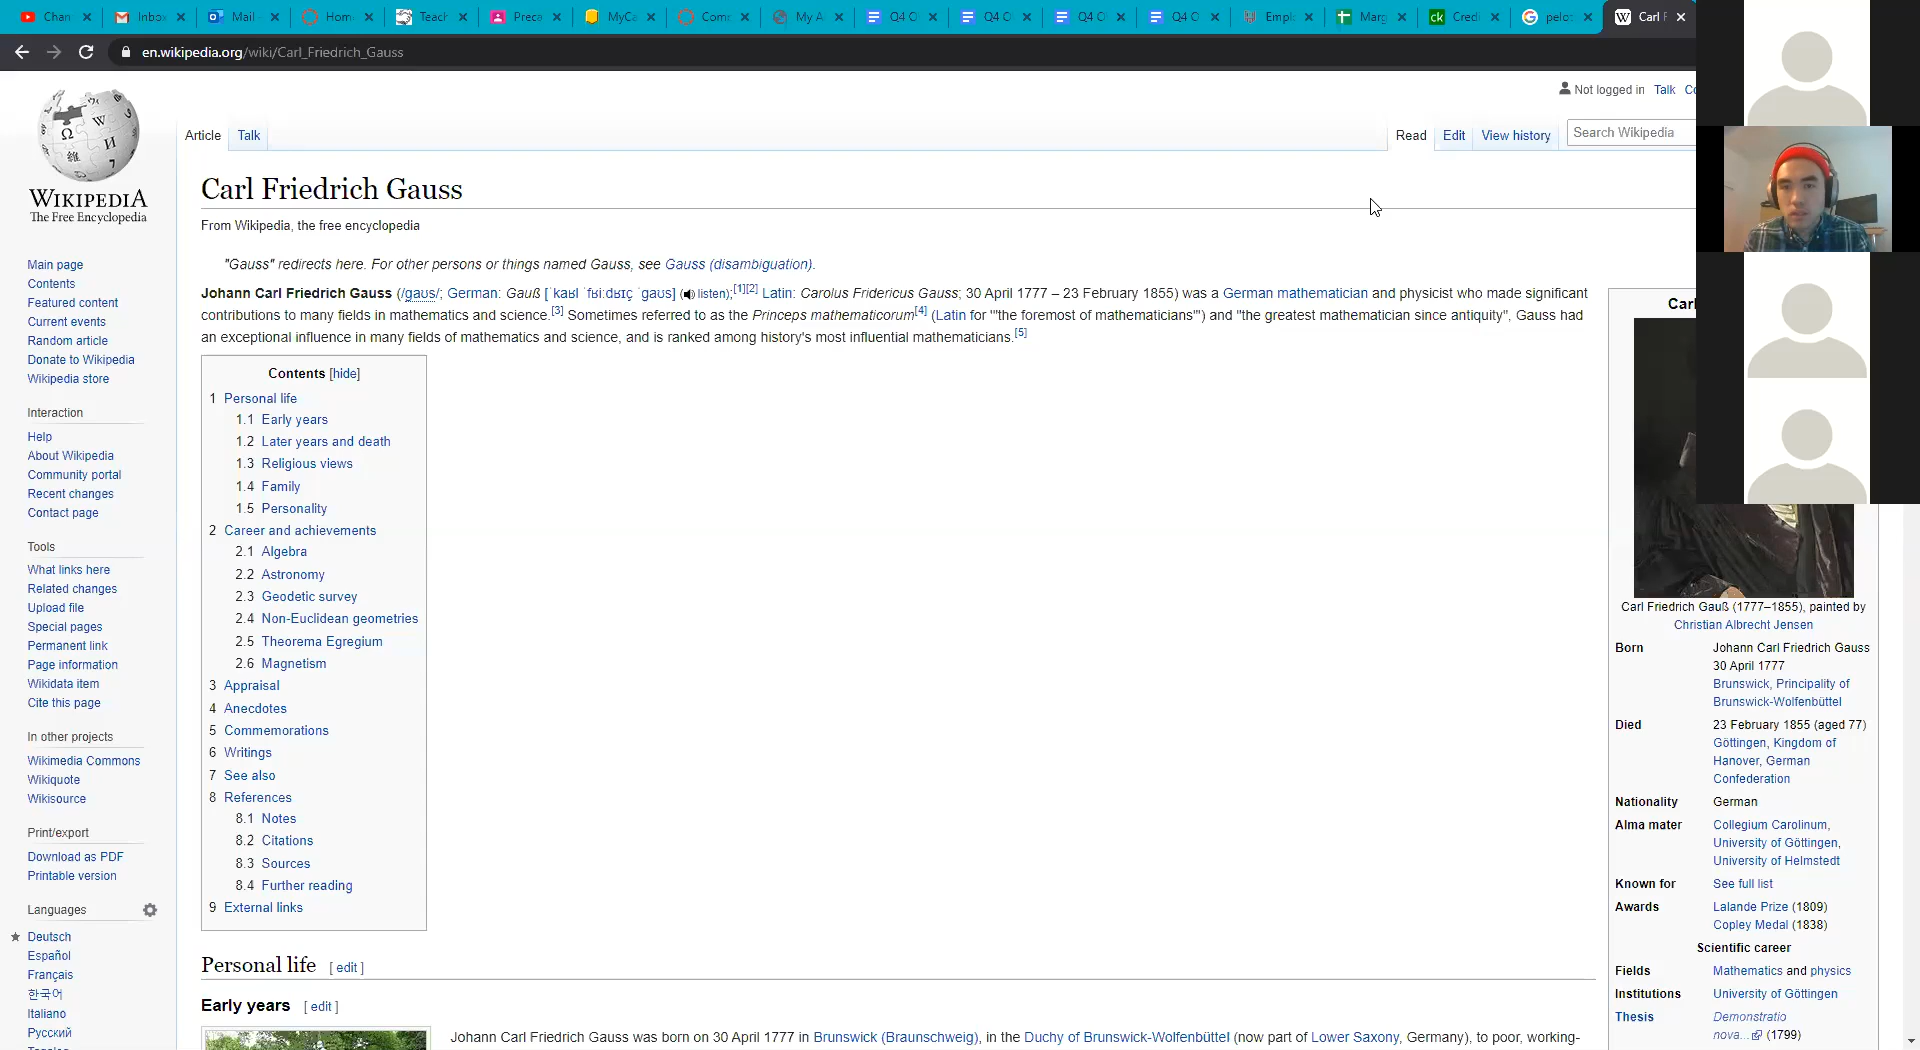 Chan
Inbox
Mail -
Home
Teach
Preca
MyCa
Com
My A
Q4 O
Q4 O
Q4 O
Q4 O
Empl
Marg
Credi
pelo
Carl F
en.wikipedia.org/wiki/Carl_Friedrich_Gauss
Not logged in Talk Co
Article Talk
Read Edit View history Search Wikipedia
WIKIPEDIA
The Free Encyclopedia
Main page
Contents
Featured content
Current events
Random article
Donate to Wikipedia
Wikipedia store
Interaction
Help
About Wikipedia
Community portal
Recent changes
Contact page
Tools
What links here
Related changes
Upload file
Special pages
Permanent link
Page information
Wikidata item
Cite this page
In other projects
Wikimedia Commons
Wikiquote
Wikisource
Print/export
Download as PDF
Printable version
Languages
Deutsch
Español
Français
한국어
Italiano
Русский
Carl Friedrich Gauss
From Wikipedia, the free encyclopedia
"Gauss" redirects here. For other persons or things named Gauss, see Gauss (disambiguation).
Johann Carl Friedrich Gauss (/ɡaʊs/; German: Gauß [ˈkaʁl ˈfʁiːdʁɪç ˈɡaʊs] (listen);[1][2] Latin: Carolus Fridericus Gauss; 30 April 1777 – 23 February 1855) was a German mathematician and physicist who made significant
contributions to many fields in mathematics and science.[3] Sometimes referred to as the Princeps mathematicorum[4] (Latin for '"the foremost of mathematicians"') and "the greatest mathematician since antiquity", Gauss had
an exceptional influence in many fields of mathematics and science, and is ranked among history's most influential mathematicians.[5]
Contents [hide]
1 Personal life
1.1 Early years
1.2 Later years and death
1.3 Religious views
1.4 Family
1.5 Personality
2 Career and achievements
2.1 Algebra
2.2 Astronomy
2.3 Geodetic survey
2.4 Non-Euclidean geometries
2.5 Theorema Egregium
2.6 Magnetism
3 Appraisal
4 Anecdotes
5 Commemorations
6 Writings
7 See also
8 References
8.1 Notes
8.2 Citations
8.3 Sources
8.4 Further reading
9 External links
Personal life [ edit ]
Early years [ edit ]
Johann Carl Friedrich Gauss was born on 30 April 1777 in Brunswick (Braunschweig), in the Duchy of Brunswick-Wolfenbüttel (now part of Lower Saxony, Germany), to poor, working-
Carl
Carl Friedrich Gauß (1777–1855), painted by
Christian Albrecht Jensen
Born Johann Carl Friedrich Gauss
30 April 1777
Brunswick, Principality of
Brunswick-Wolfenbüttel
Died 23 February 1855 (aged 77)
Göttingen, Kingdom of
Hanover, German
Confederation
Nationality German
Alma mater Collegium Carolinum,
University of Göttingen,
University of Helmstedt
Known for See full list
Awards Lalande Prize (1809)
Copley Medal (1838)
Scientific career
Fields Mathematics and physics
Institutions University of Göttingen
Thesis Demonstratio
nova... (1799)